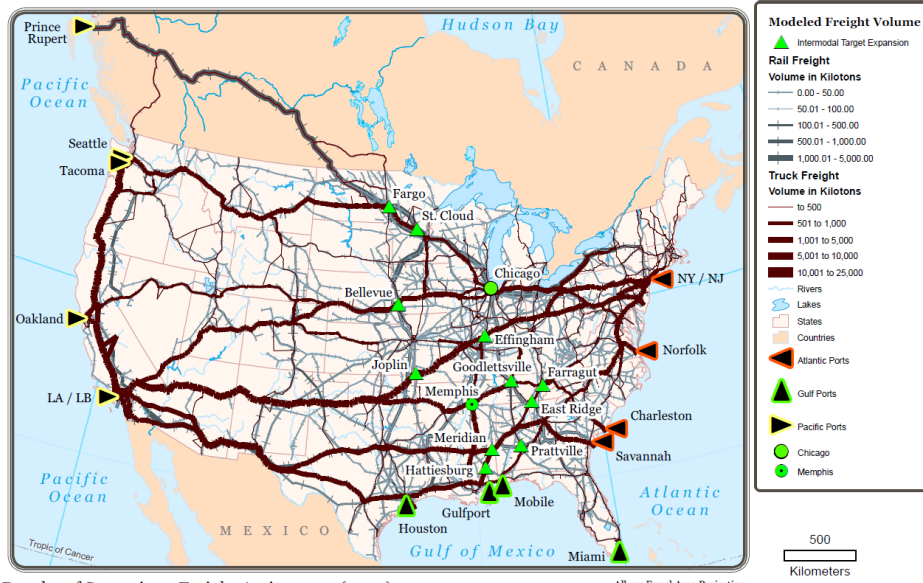 Prince
Rupert
Hudson Bay
Pacific
Ocean
C A N A D A
Seattle
Tacoma
Fargo
St. Cloud
Chicago
NY / NJ
Bellevue
Oakland
Effingham
Norfolk
Joplin
Goodlettsville
Farragut
Memphis
LA / LB
East Ridge
Charleston
Meridian
Prattville
Savannah
Hattiesburg
Pacific
Ocean
Atlantic
Ocean
Gulfport
Mobile
Houston
M E X I C O
Gulf of Mexico
Miami
Tropic of Cancer
Modeled Freight Volume
Intermodal Target Expansion
Rail Freight
Volume in Kilotons
0.00 - 50.00
50.01 - 100.00
100.01 - 500.00
500.01 - 1,000.00
1,000.01 - 5,000.00
Truck Freight
Volume in Kilotons
to 500
501 to 1,000
1,001 to 5,000
5,001 to 10,000
10,001 to 25,000
Rivers
Lakes
States
Countries
Atlantic Ports
Gulf Ports
Pacific Ports
Chicago
Memphis
500
Kilometers